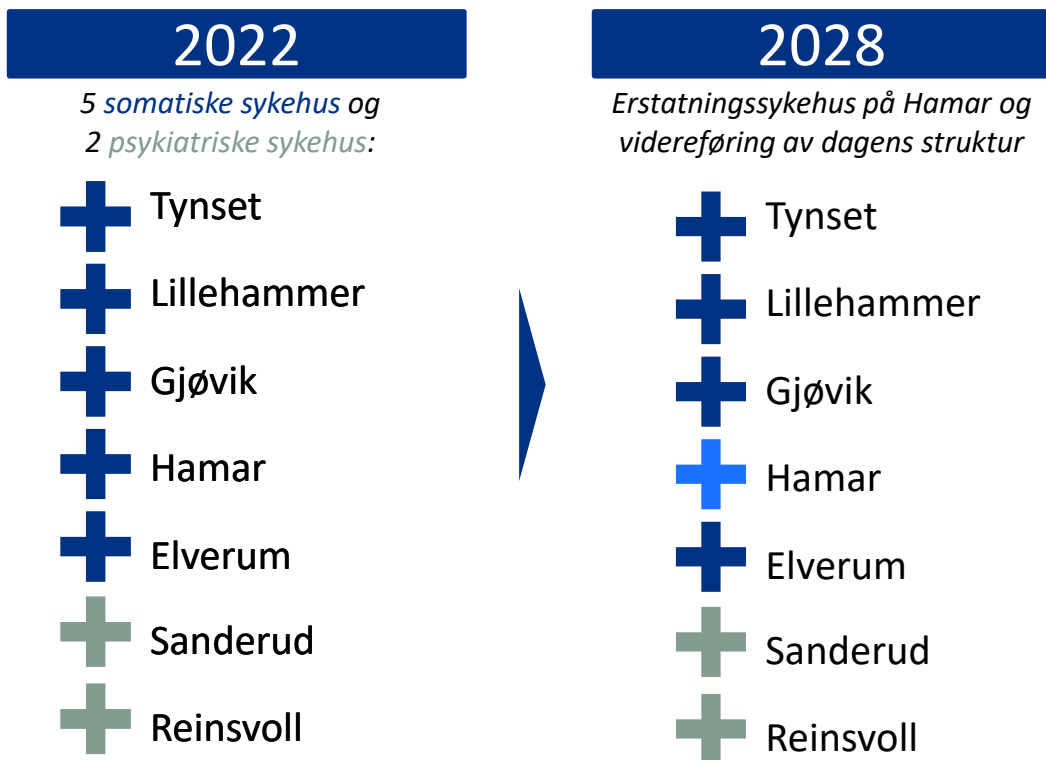 2022
5 somatiske sykehus og
2 psykiatriske sykehus:
Tynset
Lillehammer
Gjøvik
Hamar
Elverum
Sanderud
Reinsvoll
2028
Erstatningssykehus på Hamar og
videreføring av dagens struktur
Tynset
Lillehammer
Gjøvik
Hamar
Elverum
Sanderud
Reinsvoll